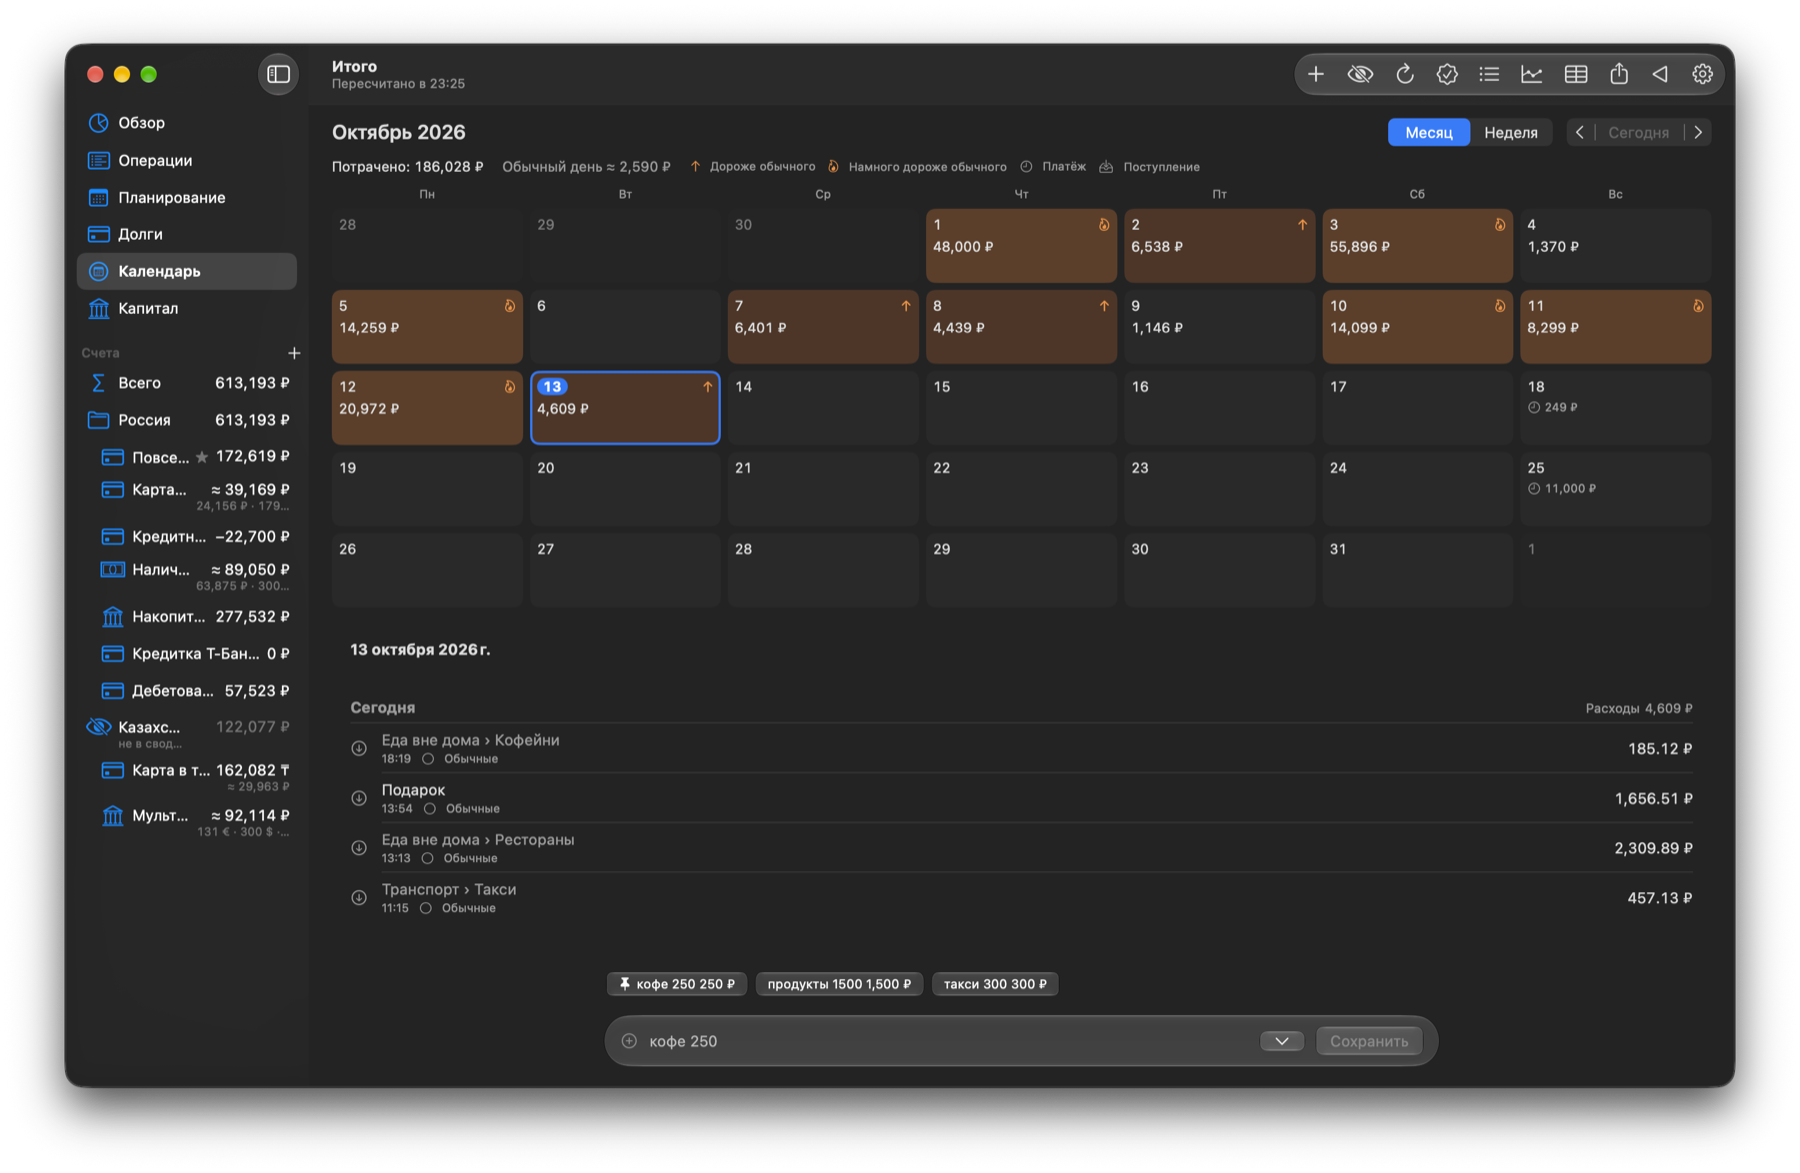 Итого
Пересчитано в 23:25
Обзор
Операции
Планирование
Долги
Календарь
Капитал
Счета
Всего 613,193 ₽
Россия 613,193 ₽
Повсе... 172,619 ₽
Карта... ≈ 39,169 ₽
24,156 ₽ · 179...
Кредитн... −22,700 ₽
Налич... ≈ 89,050 ₽
63,875 ₽ · 300...
Накопит... 277,532 ₽
Кредитка Т-Бан... 0 ₽
Дебетова... 57,523 ₽
Казахс... 122,077 ₽
не в свод...
Карта в т... 162,082 ₸
≈ 29,963 ₽
Мульт... ≈ 92,114 ₽
131 € · 300 $ ·...
Октябрь 2026
Месяц Неделя Сегодня
Потрачено: 186,028 ₽ Обычный день ≈ 2,590 ₽ Дороже обычного Намного дороже обычного Платёж Поступление
Пн Вт Ср Чт Пт Сб Вс
28 29 30 1 2 3 4
48,000 ₽ 6,538 ₽ 55,896 ₽ 1,370 ₽
5 6 7 8 9 10 11
14,259 ₽ 6,401 ₽ 4,439 ₽ 1,146 ₽ 14,099 ₽ 8,299 ₽
12 13 14 15 16 17 18
20,972 ₽ 4,609 ₽ 249 ₽
19 20 21 22 23 24 25
11,000 ₽
26 27 28 29 30 31 1
13 октября 2026 г.
Сегодня Расходы 4,609 ₽
Еда вне дома › Кофейни
18:19 Обычные 185.12 ₽
Подарок
13:54 Обычные 1,656.51 ₽
Еда вне дома › Рестораны
13:13 Обычные 2,309.89 ₽
Транспорт › Такси
11:15 Обычные 457.13 ₽
кофе 250 250 ₽ продукты 1500 1,500 ₽ такси 300 300 ₽
кофе 250 Сохранить